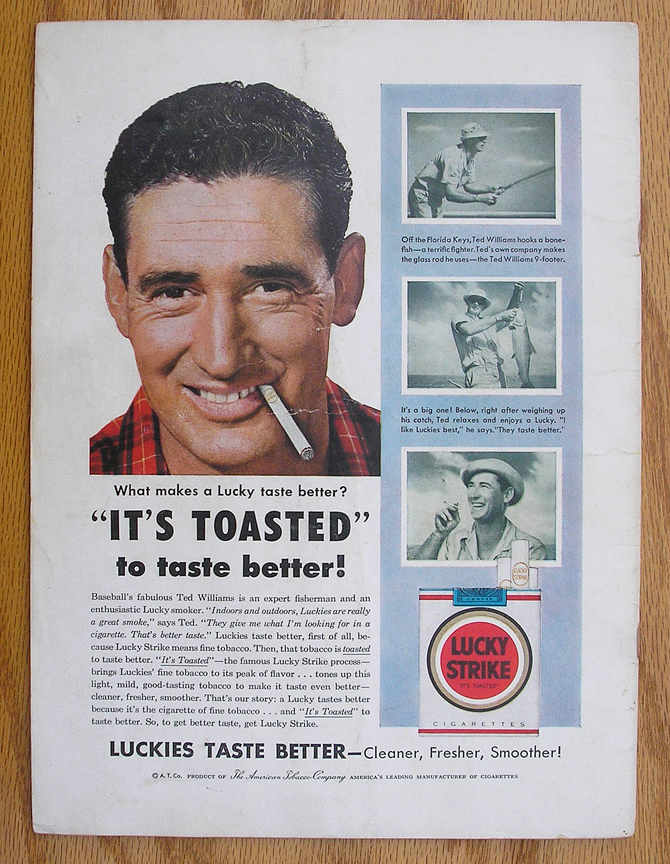 Off the Florida Keys, Ted Williams hooks a bone-
fish—a terrific fighter. Ted's own company makes
the glass rod he uses—the Ted Williams 9-footer.
It's a big one! Below, right after weighing up
his catch, Ted relaxes and enjoys a Lucky. "I
like Luckies best," he says. "They taste better."
What makes a Lucky taste better?
"IT'S TOASTED"
to taste better!
Baseball's fabulous Ted Williams is an expert fisherman and an
enthusiastic Lucky smoker. "Indoors and outdoors, Luckies are really
a great smoke," says Ted. "They give me what I'm looking for in a
cigarette. That's better taste." Luckies taste better, first of all, be-
cause Lucky Strike means fine tobacco. Then, that tobacco is toasted
to taste better. "It's Toasted"—the famous Lucky Strike process—
brings Luckies' fine tobacco to its peak of flavor . . . tones up this
light, mild, good-tasting tobacco to make it taste even better—
cleaner, fresher, smoother. That's our story: a Lucky tastes better
because it's the cigarette of fine tobacco . . . and "It's Toasted" to
taste better. So, to get better taste, get Lucky Strike.
LUCKY
STRIKE
LUCKY
STRIKE
"IT'S TOASTED"
CIGARETTES
LUCKIES TASTE BETTER—Cleaner, Fresher, Smoother!
© A. T. Co. PRODUCT OF The American Tobacco Company AMERICA'S LEADING MANUFACTURER OF CIGARETTES